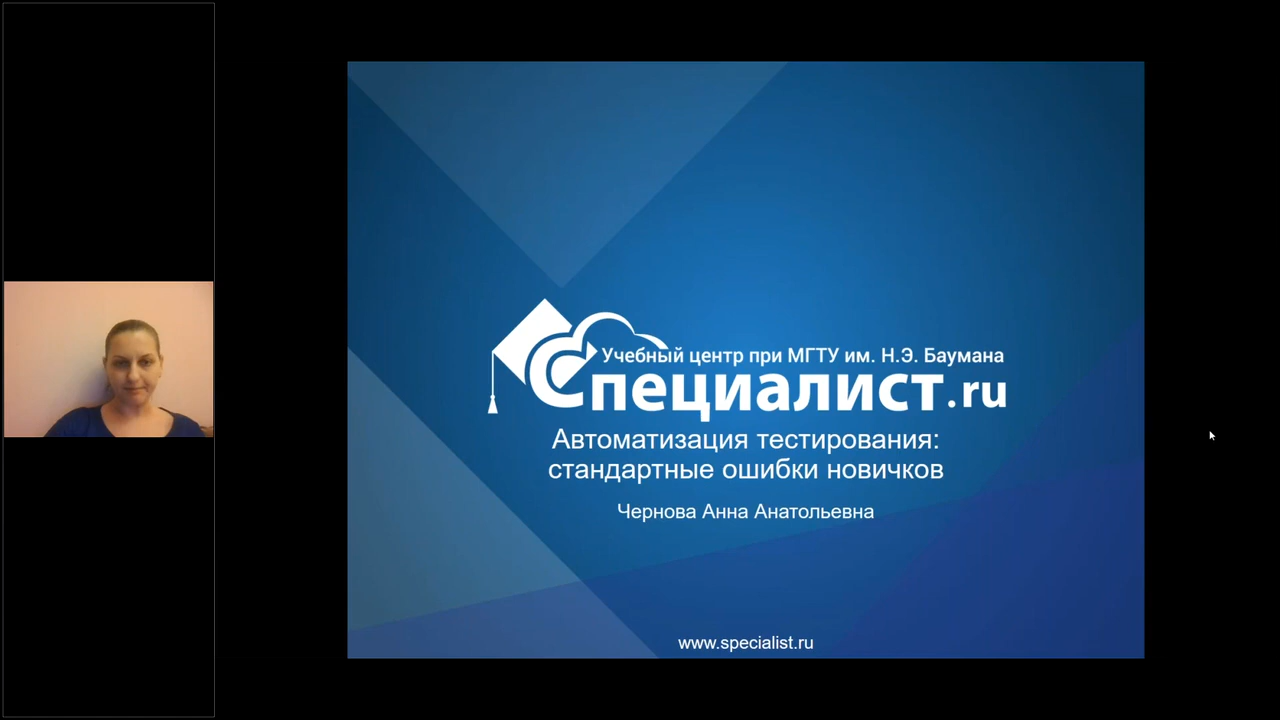 Учебный центр при МГТУ им. Н.Э. Баумана
Специалист.ru
Автоматизация тестирования:
стандартные ошибки новичков
Чернова Анна Анатольевна
www.specialist.ru